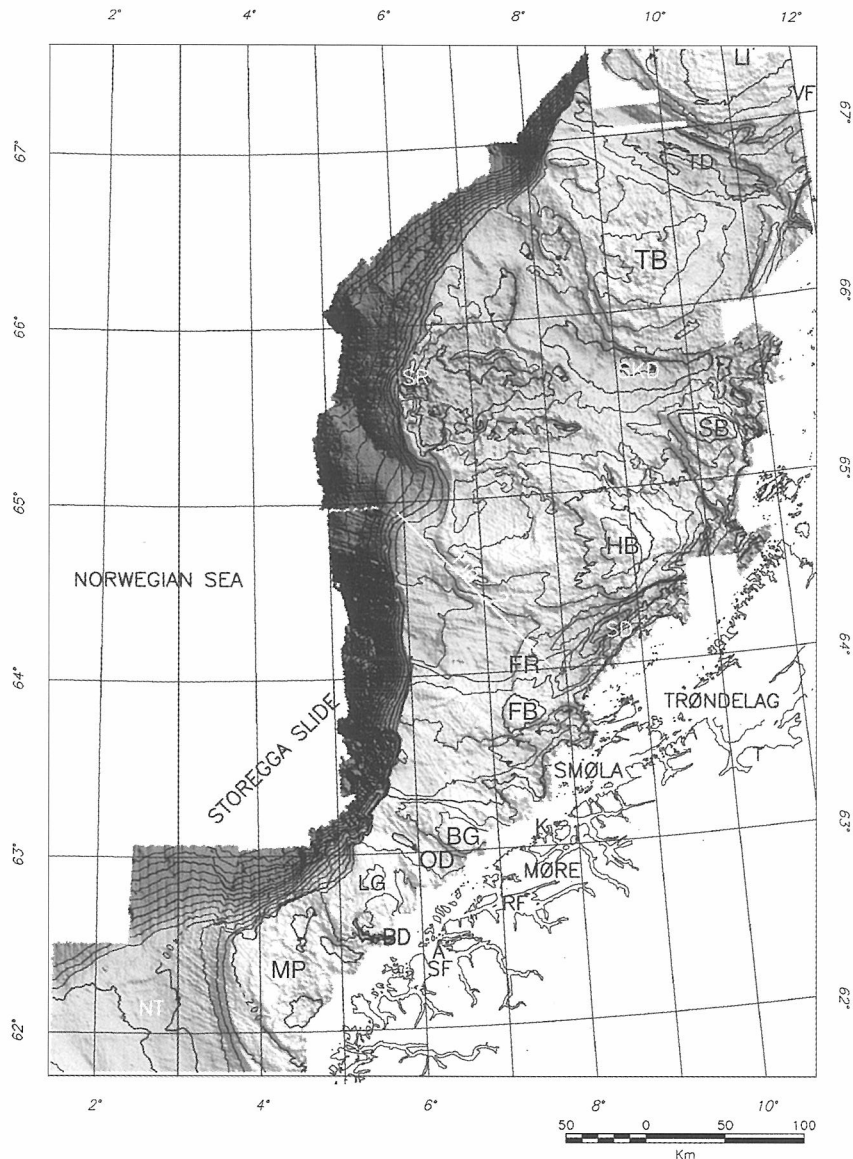 2° 4° 6° 8° 10° 12°
LI
VF
67°
67°
TD
TB
66°
66°
SKD
SR
SB
65°
65°
HB
NORWEGIAN SEA
SD
64°
64°
FR
TRØNDELAG
FB
STOREGGA SLIDE
T
SMØLA
63°
K
63°
BG
OD
MØRE
LG
RF
BD
A
SF
MP
62°
NT
62°
2° 4° 6° 8° 10°
50 0 50 100
Km